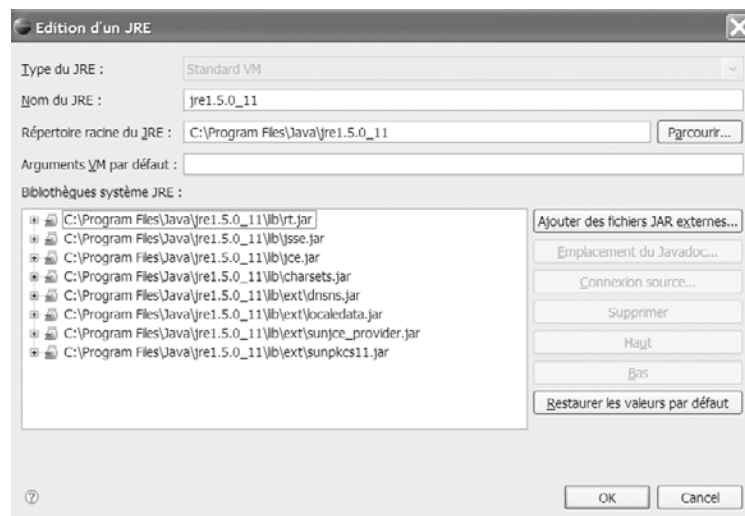 Edition d'un JRE
Type du JRE : Standard VM
Nom du JRE : jre1.5.0_11
Répertoire racine du JRE : C:\Program Files\Java\jre1.5.0_11 Parcourir...
Arguments VM par défaut :
Bibliothèques système JRE :
C:\Program Files\Java\jre1.5.0_11\lib\rt.jar
C:\Program Files\Java\jre1.5.0_11\lib\jsse.jar
C:\Program Files\Java\jre1.5.0_11\lib\jce.jar
C:\Program Files\Java\jre1.5.0_11\lib\charsets.jar
C:\Program Files\Java\jre1.5.0_11\lib\ext\dnsns.jar
C:\Program Files\Java\jre1.5.0_11\lib\ext\localedata.jar
C:\Program Files\Java\jre1.5.0_11\lib\ext\sunjce_provider.jar
C:\Program Files\Java\jre1.5.0_11\lib\ext\sunpkcs11.jar
Ajouter des fichiers JAR externes...
Emplacement du Javadoc...
Connexion source...
Supprimer
Haut
Bas
Restaurer les valeurs par défaut
OK Cancel